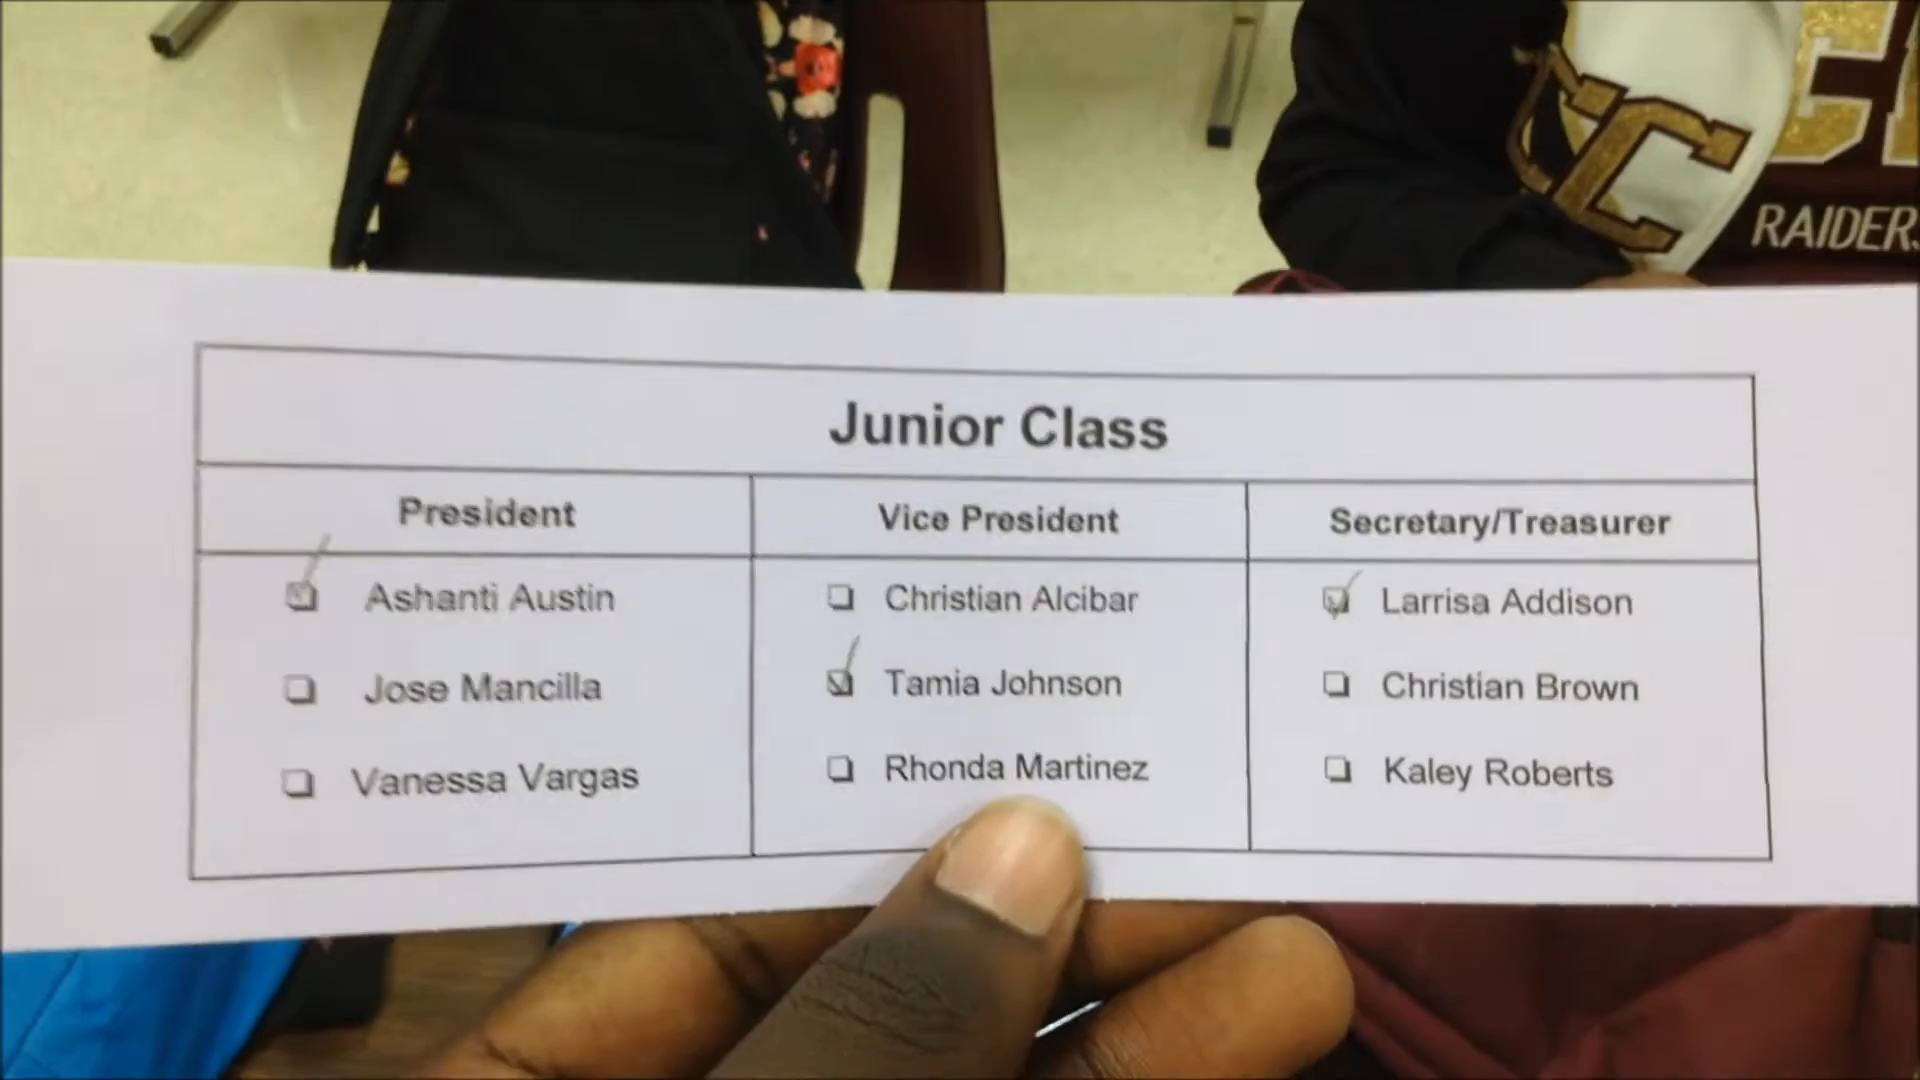 C
RAIDERS
Junior Class
President Vice President Secretary/Treasurer
Ashanti Austin Christian Alcibar Larrisa Addison
Jose Mancilla Tamia Johnson Christian Brown
Vanessa Vargas Rhonda Martinez Kaley Roberts